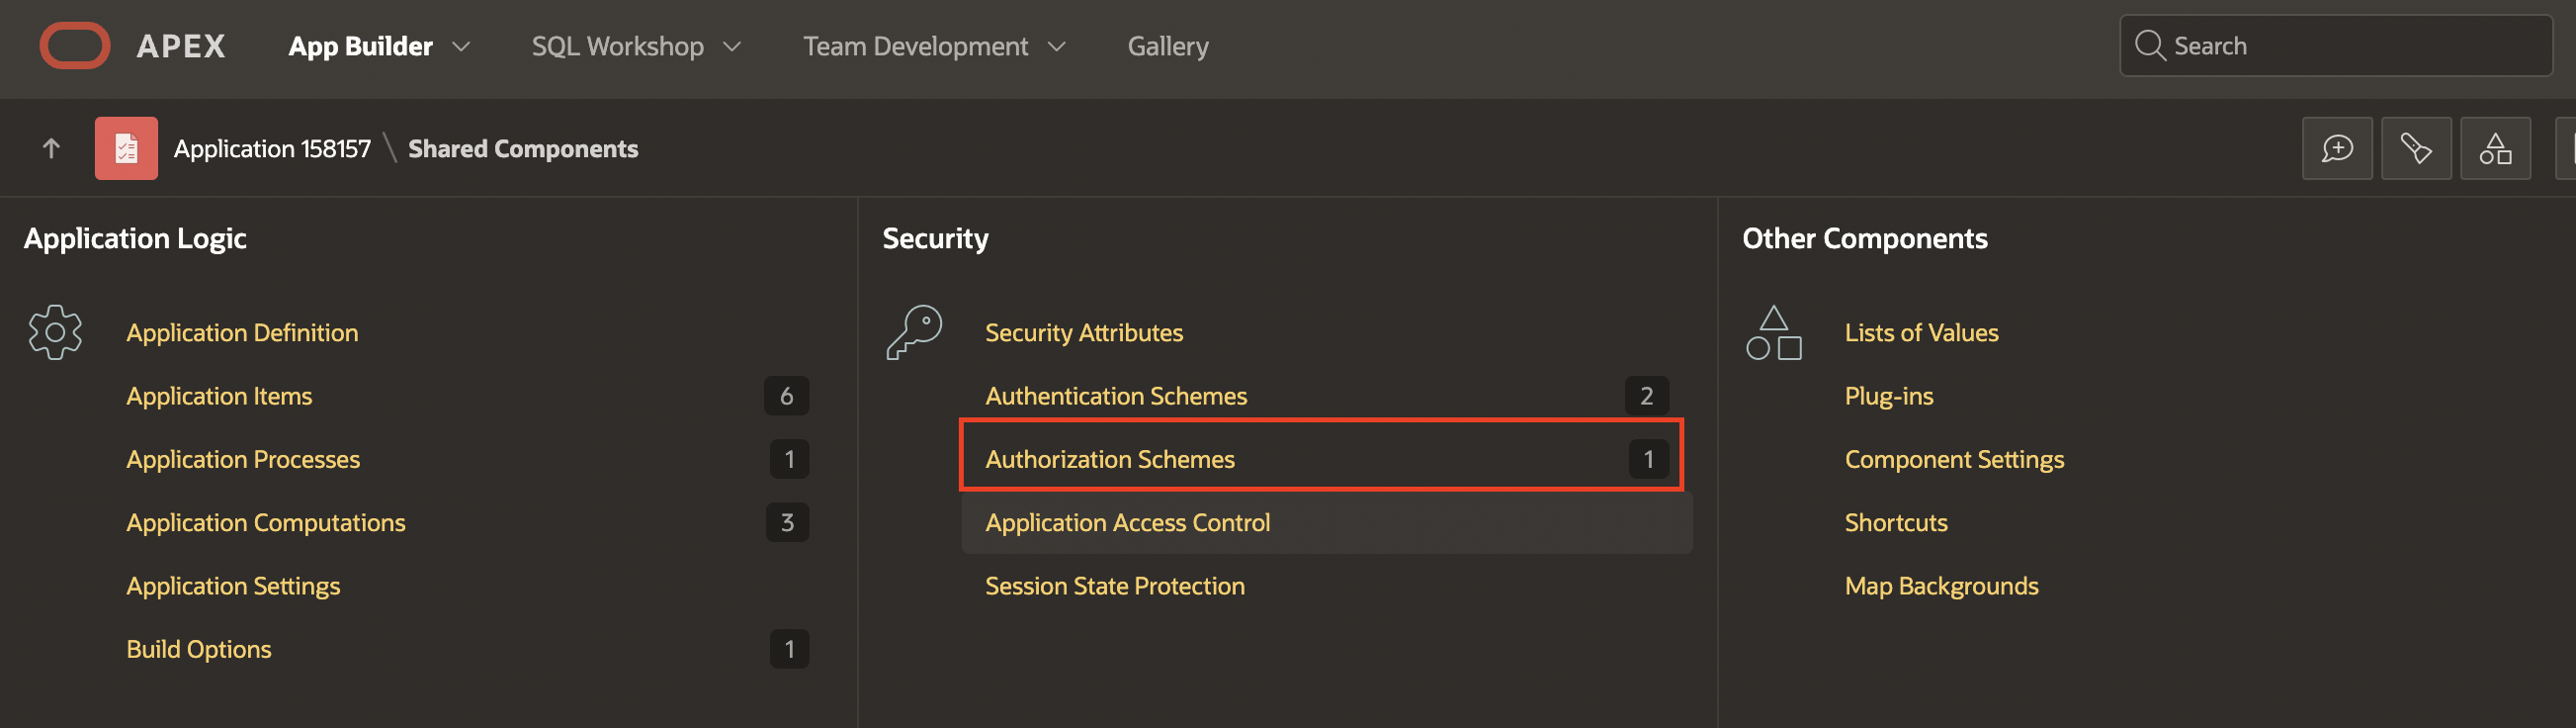 APEX App Builder SQL Workshop Team Development Gallery Search
Application 158157 \ Shared Components
Application Logic
Application Definition
Application Items 6
Application Processes 1
Application Computations 3
Application Settings
Build Options 1
Security
Security Attributes
Authentication Schemes 2
Authorization Schemes 1
Application Access Control
Session State Protection
Other Components
Lists of Values
Plug-ins
Component Settings
Shortcuts
Map Backgrounds